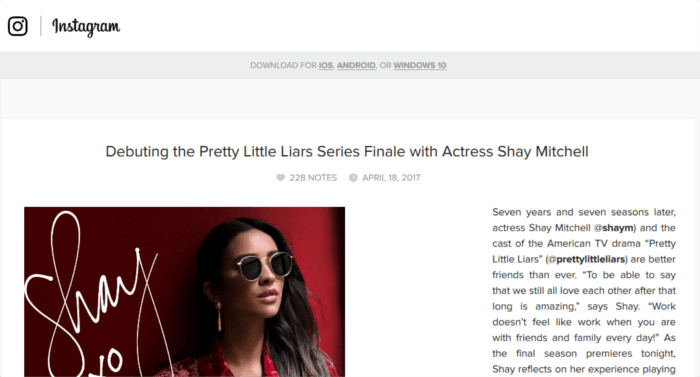 Instagram
DOWNLOAD FOR IOS, ANDROID, OR WINDOWS 10
Debuting the Pretty Little Liars Series Finale with Actress Shay Mitchell
228 NOTES APRIL 18, 2017
Shay
xo
Seven years and seven seasons later,
actress Shay Mitchell @shaym) and the
cast of the American TV drama “Pretty
Little Liars” (@prettylittleliars) are better
friends than ever. “To be able to say
that we still all love each other after that
long is amazing,” says Shay. “Work
doesn’t feel like work when you are
with friends and family every day!” As
the final season premieres tonight,
Shay reflects on her experience playing